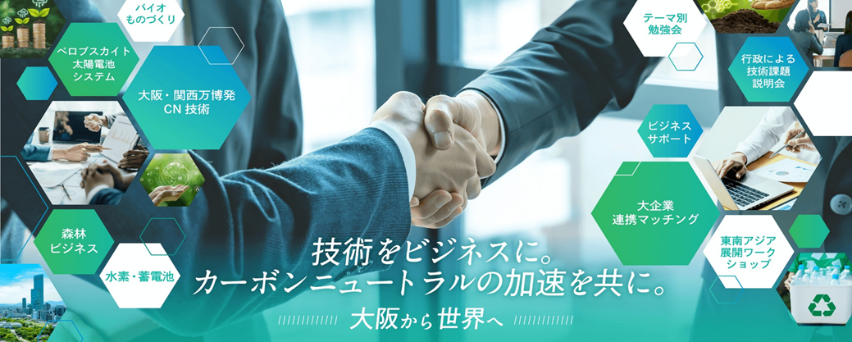 バイオ
ものづくり
ペロブスカイト
太陽電池
システム
大阪・関西万博発
CN 技術
森林
ビジネス
水素・蓄電池
テーマ別
勉強会
行政による
技術課題
説明会
ビジネス
サポート
大企業
連携マッチング
東南アジア
展開ワーク
ショップ
技術をビジネスに。
カーボンニュートラルの加速を共に。
大阪から世界へ